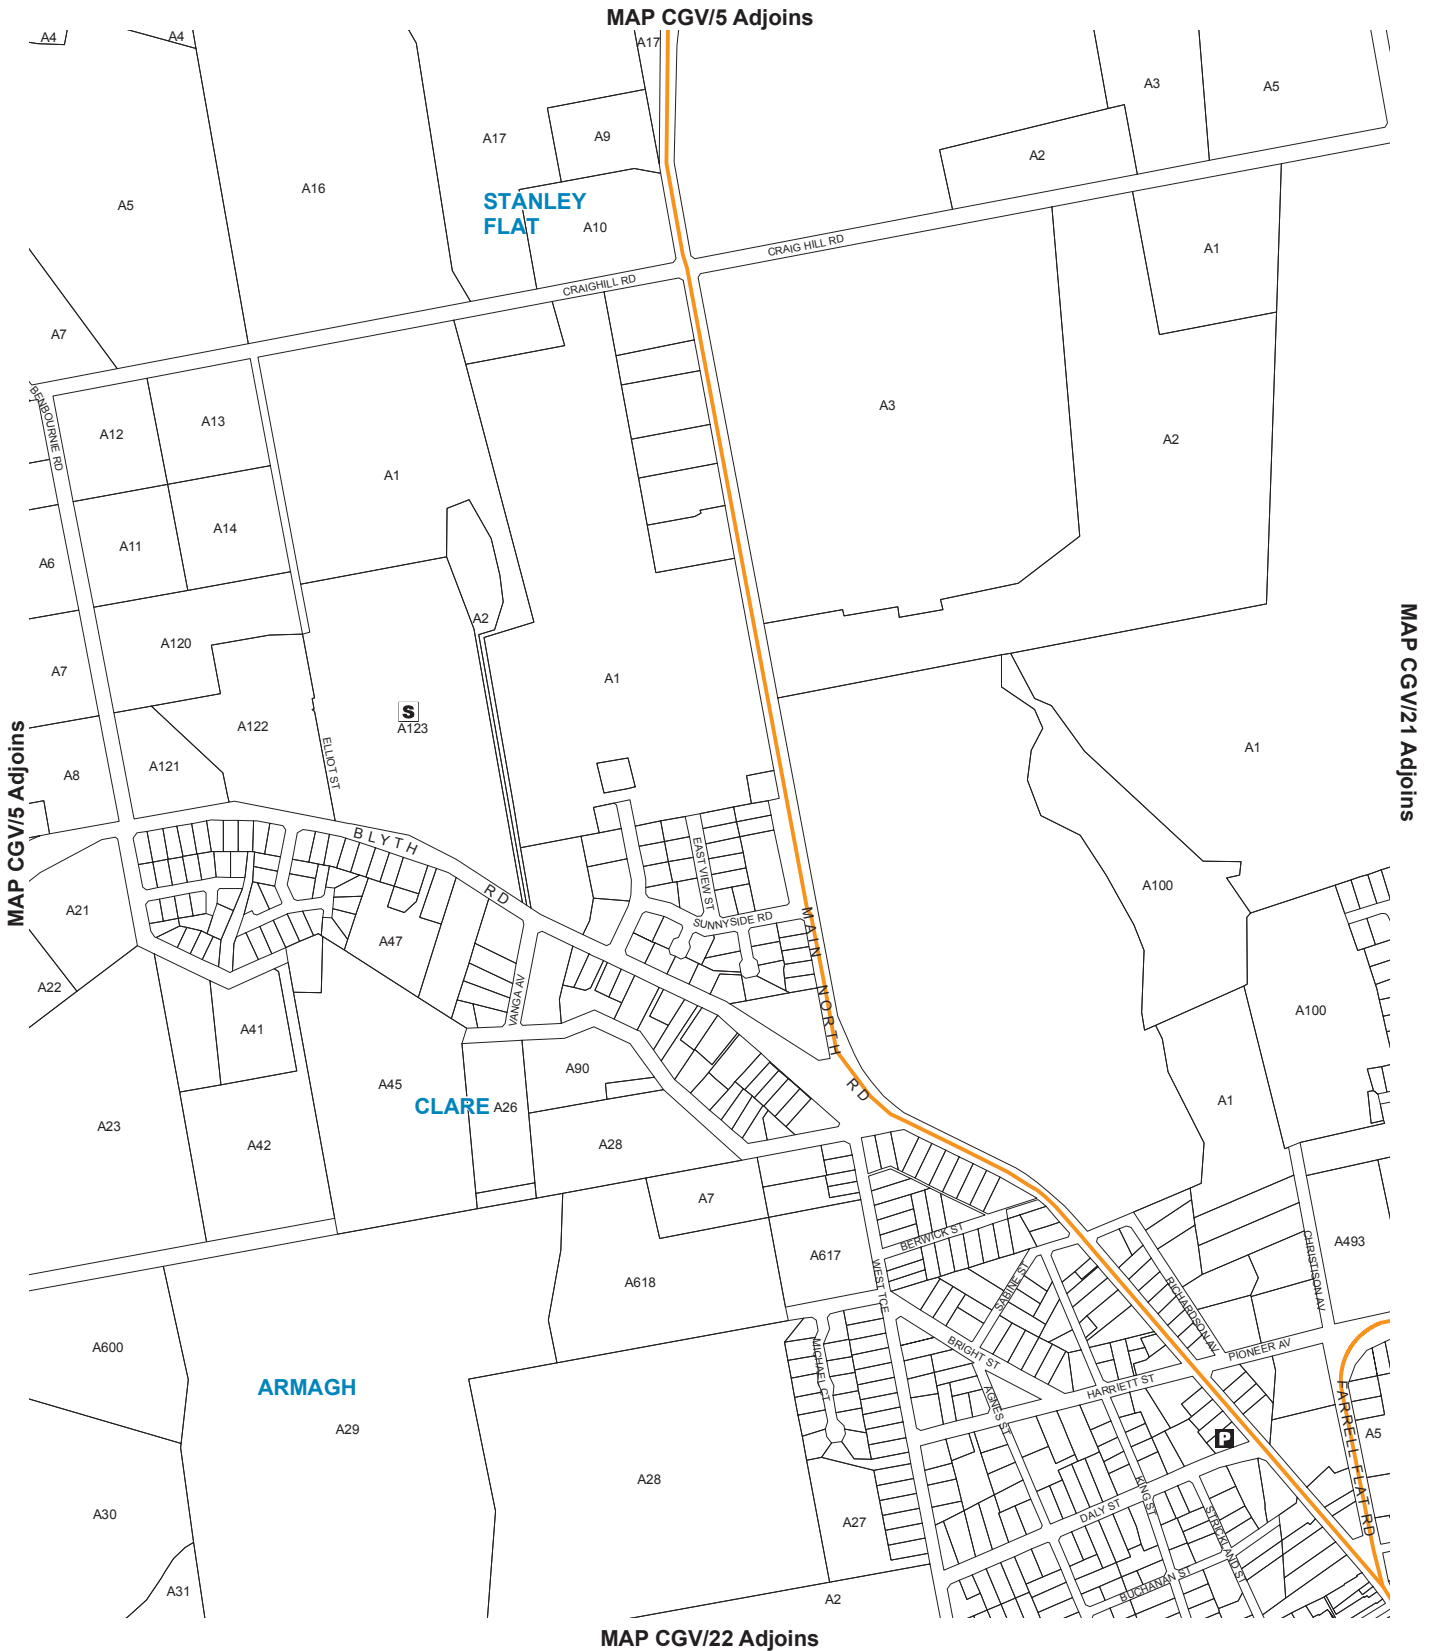 MAP CGV/5 Adjoins
A4
A4
A17
A3
A5
A17
A9
A2
A16
A5
STANLEY
FLAT
A10
CRAIG HILL RD
A1
CRAIGHILL RD
A7
BENBOURNIE RD
A12
A13
A3
A2
A1
A11
A14
A6
A2
A120
A7
A1
MAP CGV/21 Adjoins
S
A123
A122
ELLIOT ST
A121
A8
A1
MAP CGV/5 Adjoins
BLYTH RD
EAST VIEW ST
A100
A21
SUNNYSIDE RD
MAIN NORTH RD
A47
A22
VANGA AV
A41
A100
A90
A45
CLARE
A26
A1
A23
A42
A28
A7
BERWICK ST
A617
WEST TCE
CHRISTISON AV
A493
A618
SABINE ST
RICHARDSON AV
A600
MICHAEL CT
BRIGHT ST
PIONEER AV
ARMAGH
HARRIETT ST
AGNES ST
FARRELL FLAT RD
A29
P
A5
A28
KING ST
A30
A27
DALY ST
STRICKLAND ST
A31
BUCHANAN ST
A2
MAP CGV/22 Adjoins